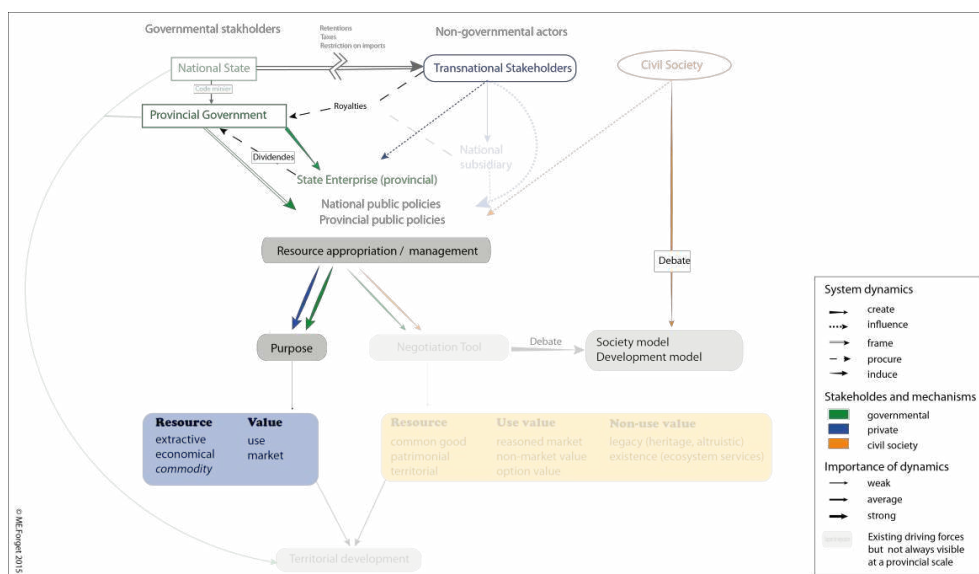 Governmental stakholders
Retentions
Taxes
Restriction on imports
Non-governmental actors
National State
Transnational Stakeholders
Civil Society
Code minier
Provincial Government
Royalties
Dividendes
National
subsidiary
State Enterprise (provincial)
National public policies
Provincial public policies
Resource appropriation / management
Debate
Purpose
Negotiation Tool
Debate
Society model
Development model
Resource
Value
extractive
use
economical
market
commodity
Resource
Use value
Non-use value
common good
reasoned market
legacy (heritage, altruistic)
patrimonial
non-market value
existence (ecosystem services)
territorial
option value
Territorial development
System dynamics
create
influence
frame
procure
induce
Stakeholdes and mechanisms
governmental
private
civil society
Importance of dynamics
weak
average
strong
Existing driving forces
but not always visible
at a provincial scale
© ME.Forget 2015